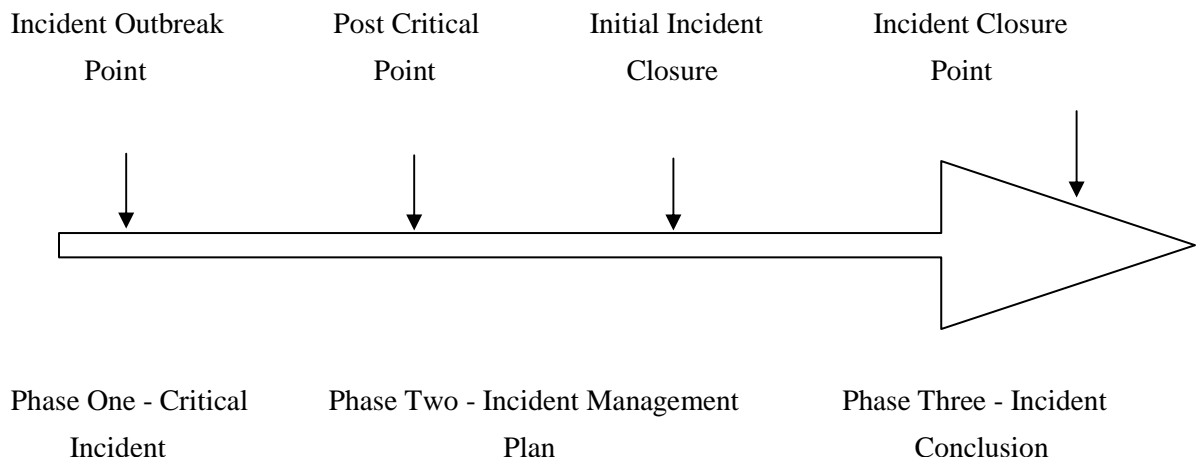 Incident Outbreak Point
Post Critical Point
Initial Incident Closure
Incident Closure Point
Phase One - Critical Incident
Phase Two - Incident Management Plan
Phase Three - Incident Conclusion